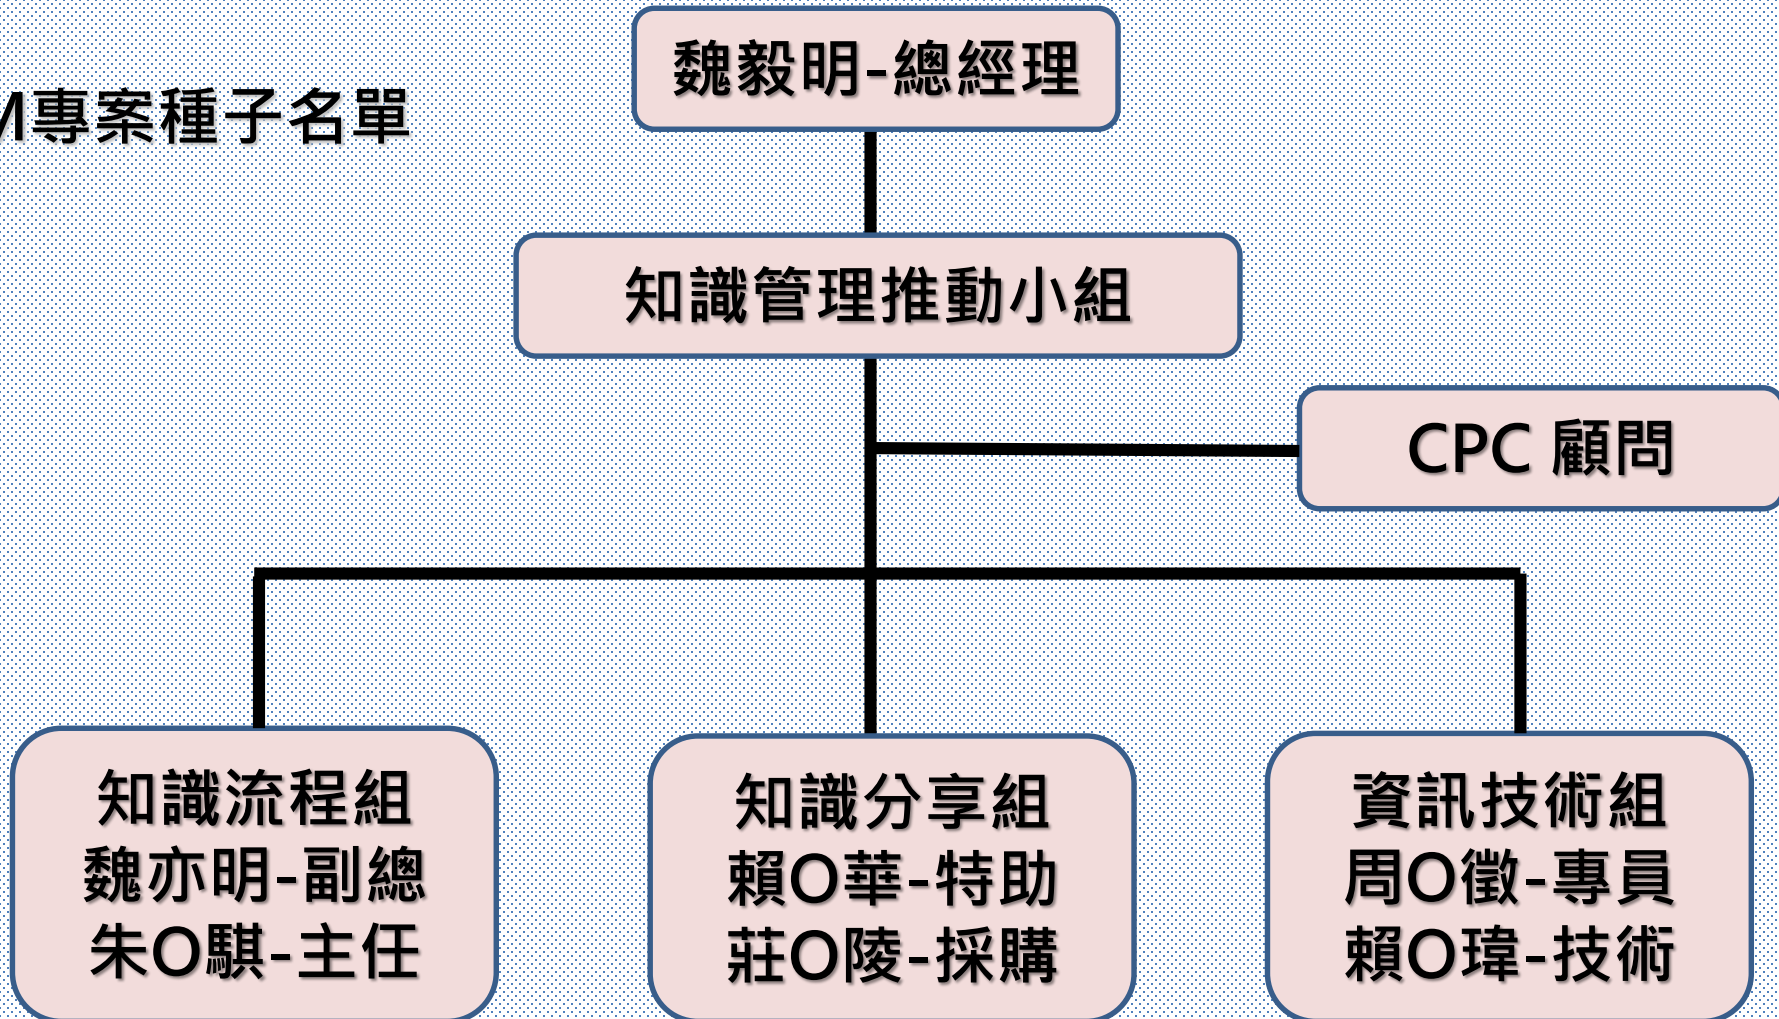 魏毅明-總經理
M專案種子名單
知識管理推動小組
CPC 顧問
知識流程組
魏亦明-副總
朱O騏-主任
知識分享組
賴O華-特助
莊O陵-採購
資訊技術組
周O徵-專員
賴O瑋-技術